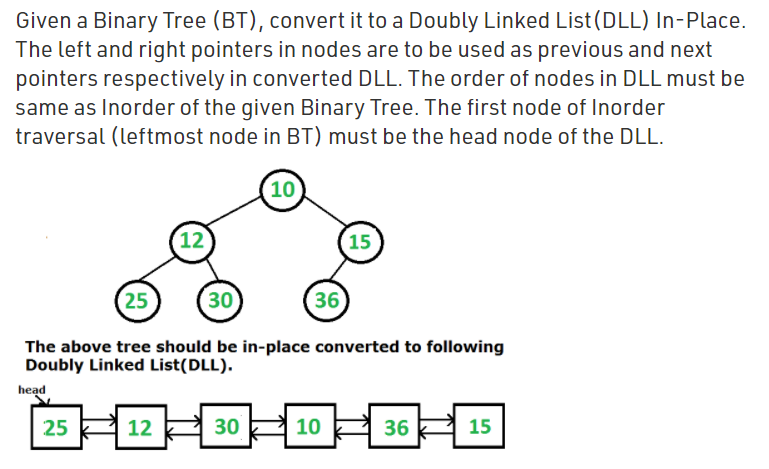 Given a Binary Tree (BT), convert it to a Doubly Linked List(DLL) In-Place.
The left and right pointers in nodes are to be used as previous and next
pointers respectively in converted DLL. The order of nodes in DLL must be
same as Inorder of the given Binary Tree. The first node of Inorder
traversal (leftmost node in BT) must be the head node of the DLL.
10
12 15
25 30 36
The above tree should be in-place converted to following
Doubly Linked List(DLL).
head
25 12 30 10 36 15